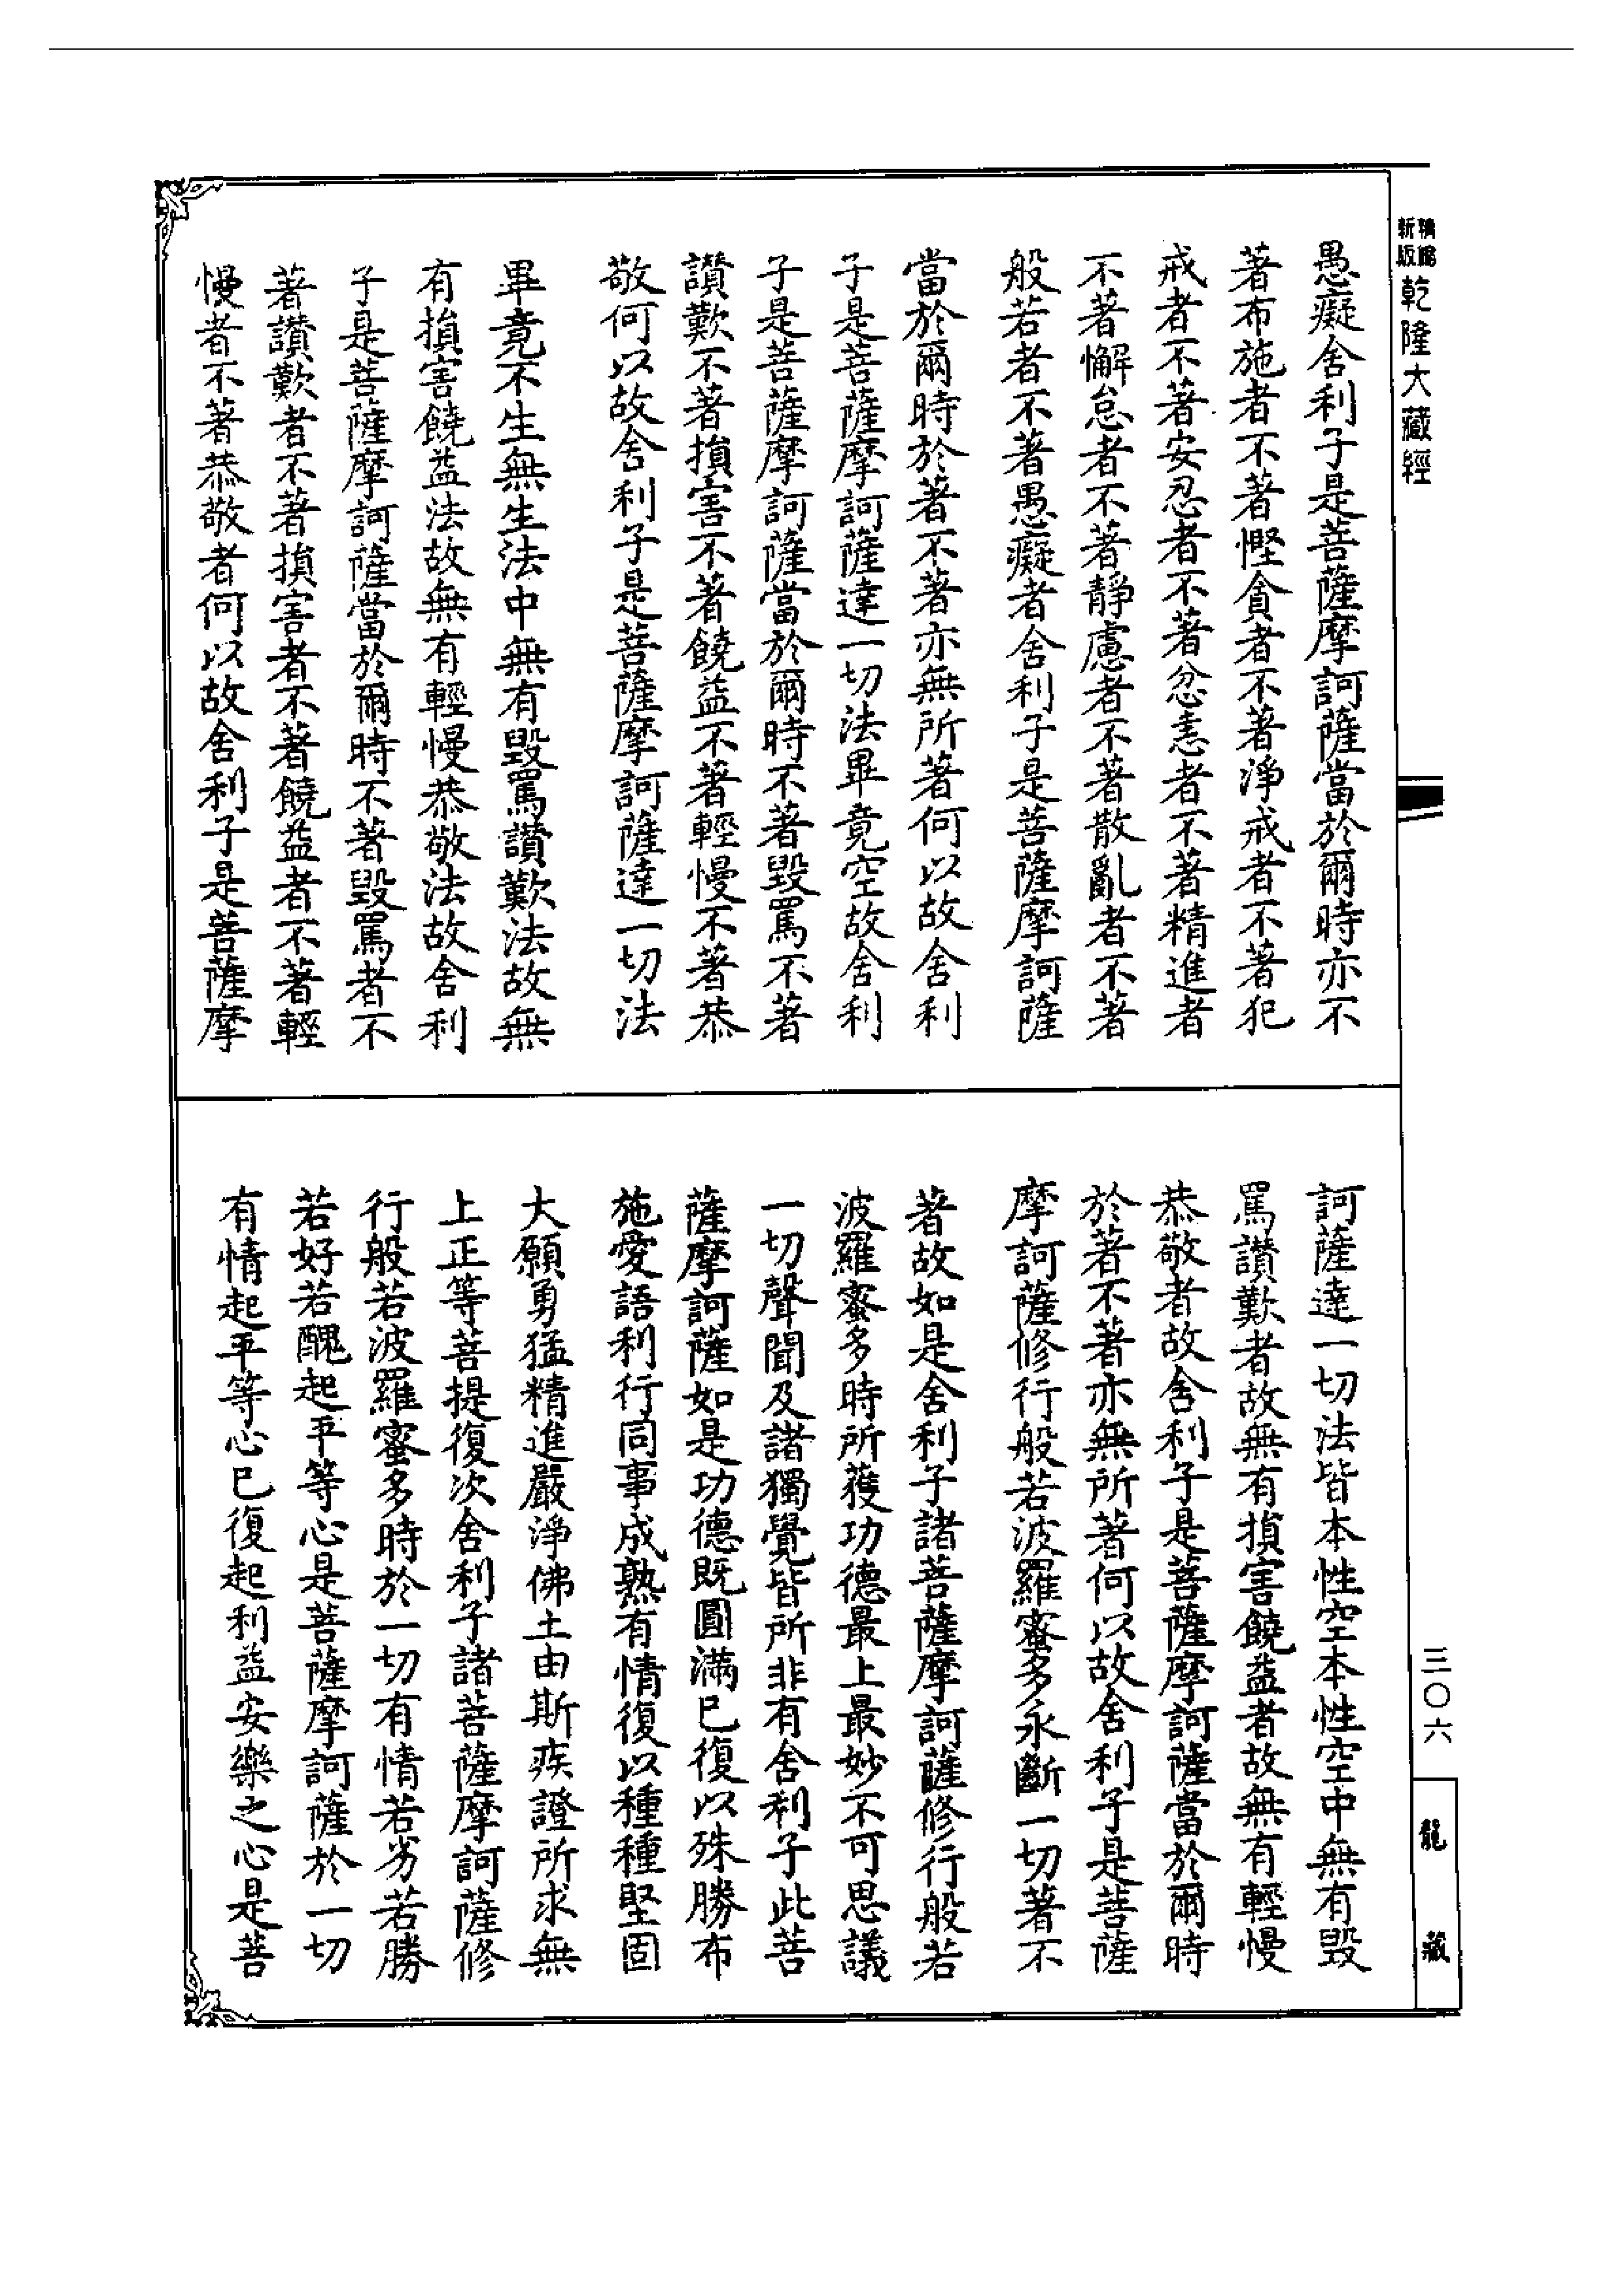 新版
精縮
乾隆大藏經
愚癡舍利子是菩薩摩訶薩當於爾時亦不
著布施者不著慳貪者不著淨戒者不著犯
戒者不著安忍者不著忿恚者不著精進者
不著懈怠者不著靜慮者不著散亂者不著
般若者不著愚癡者舍利子是菩薩摩訶薩
當於爾時於著不著亦無所著何以故舍利
子是菩薩摩訶薩達一切法畢竟空故舍利
子是菩薩摩訶薩當於爾時不著毀罵不著
讚歎不著損害不著饒益不著輕慢不著恭
敬何以故舍利子是菩薩摩訶薩達一切法
畢竟不生無生法中無有毀罵讚歎法故無
有損害饒益法故無有輕慢恭敬法故舍利
子是菩薩摩訶薩當於爾時不著毀罵者不
著讚歎者不著損害者不著饒益者不著輕
慢者不著恭敬者何以故舍利子是菩薩摩
訶薩達一切法皆本性空本性空中無有毀
罵讚歎者故無有損害饒益者故無有輕慢
恭敬者故舍利子是菩薩摩訶薩當於爾時
於著不著亦無所著何以故舍利子是菩薩
摩訶薩修行般若波羅蜜多永斷一切著不
著故如是舍利子諸菩薩摩訶薩修行般若
波羅蜜多時所獲功德最上最妙不可思議
一切聲聞及諸獨覺皆所非有舍利子此菩
薩摩訶薩如是功德既圓滿已復以殊勝布
施愛語利行同事成熟有情復以種種堅固
大願勇猛精進嚴淨佛土由斯疾證所求無
上正等菩提復次舍利子諸菩薩摩訶薩修
行般若波羅蜜多時於一切有情若劣若勝
若好若醜起平等心是菩薩摩訶薩於一切
有情起平等心已復起利益安樂之心是菩
三〇六
龍藏